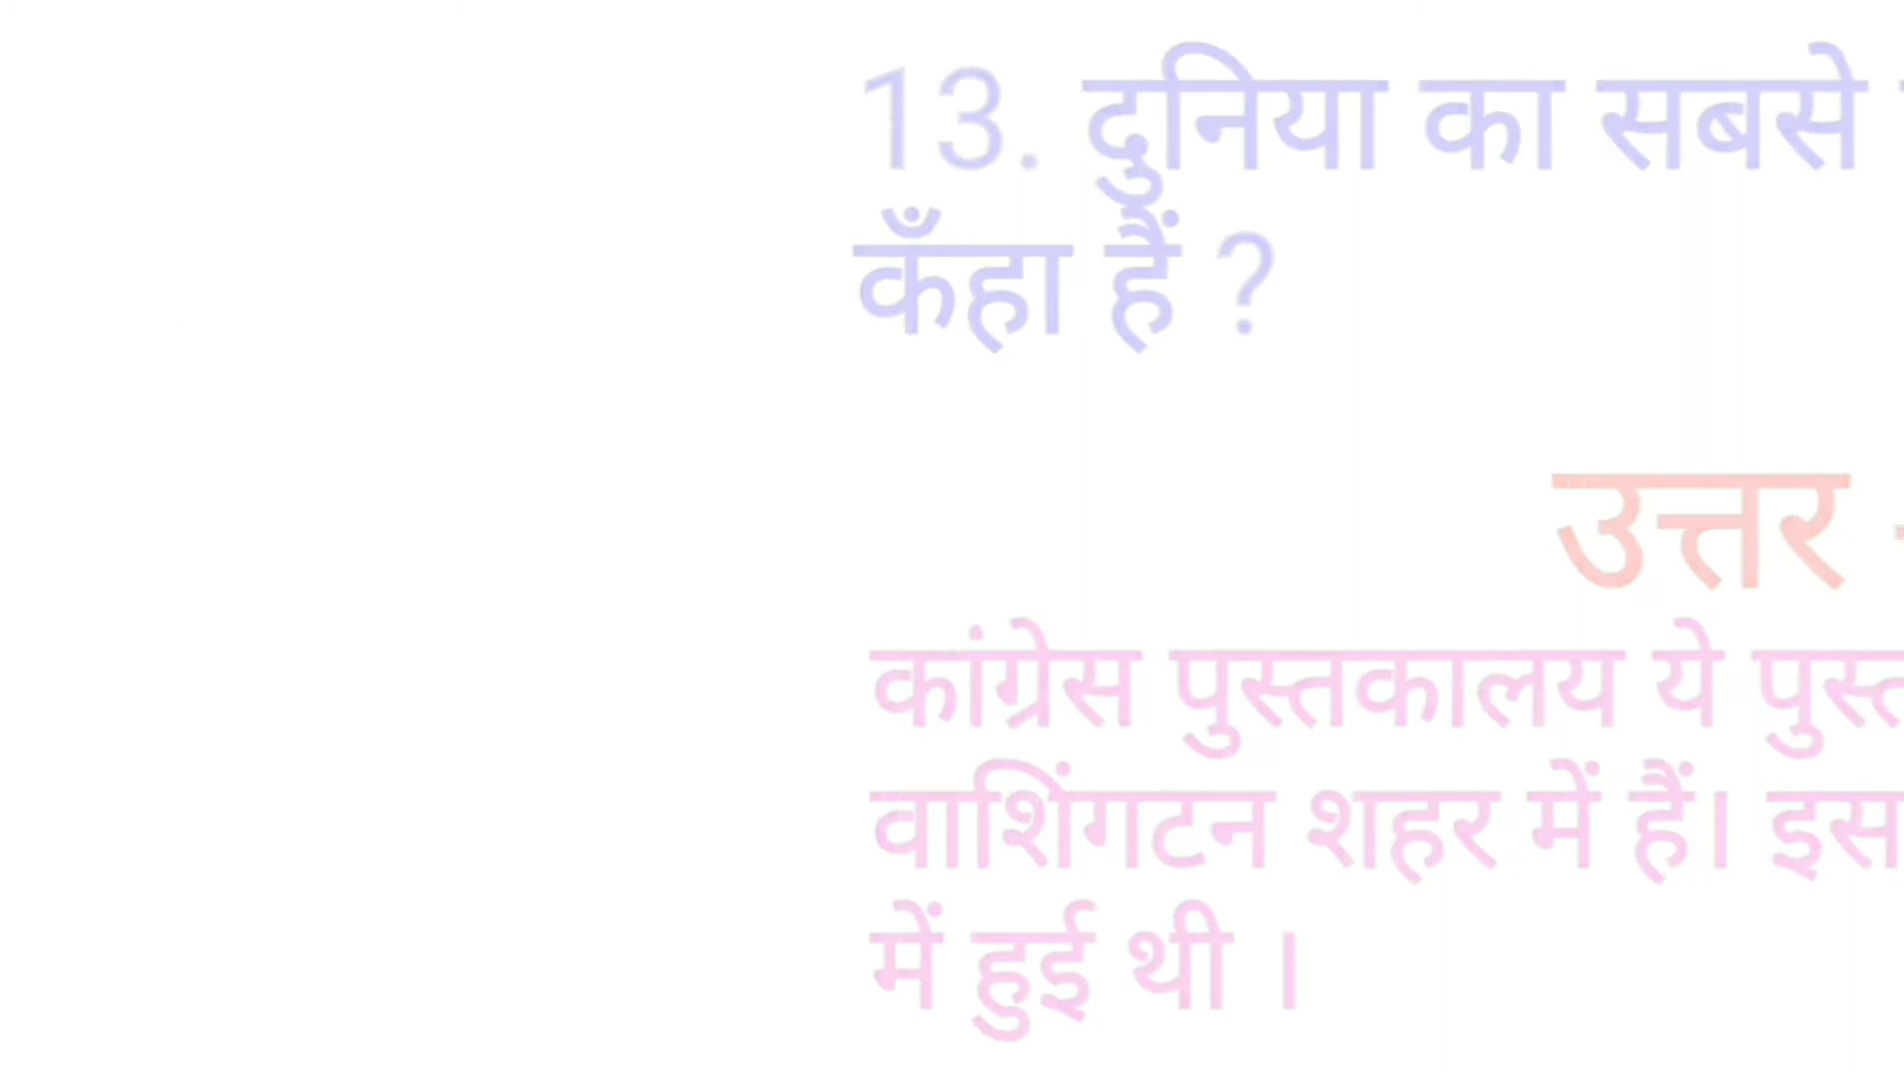 13. दुनिया का सबसे
कँहा हैं ?
उत्तर -
कांग्रेस पुस्तकालय ये
वाशिंगटन शहर में हैं। इस
में हुई थी ।